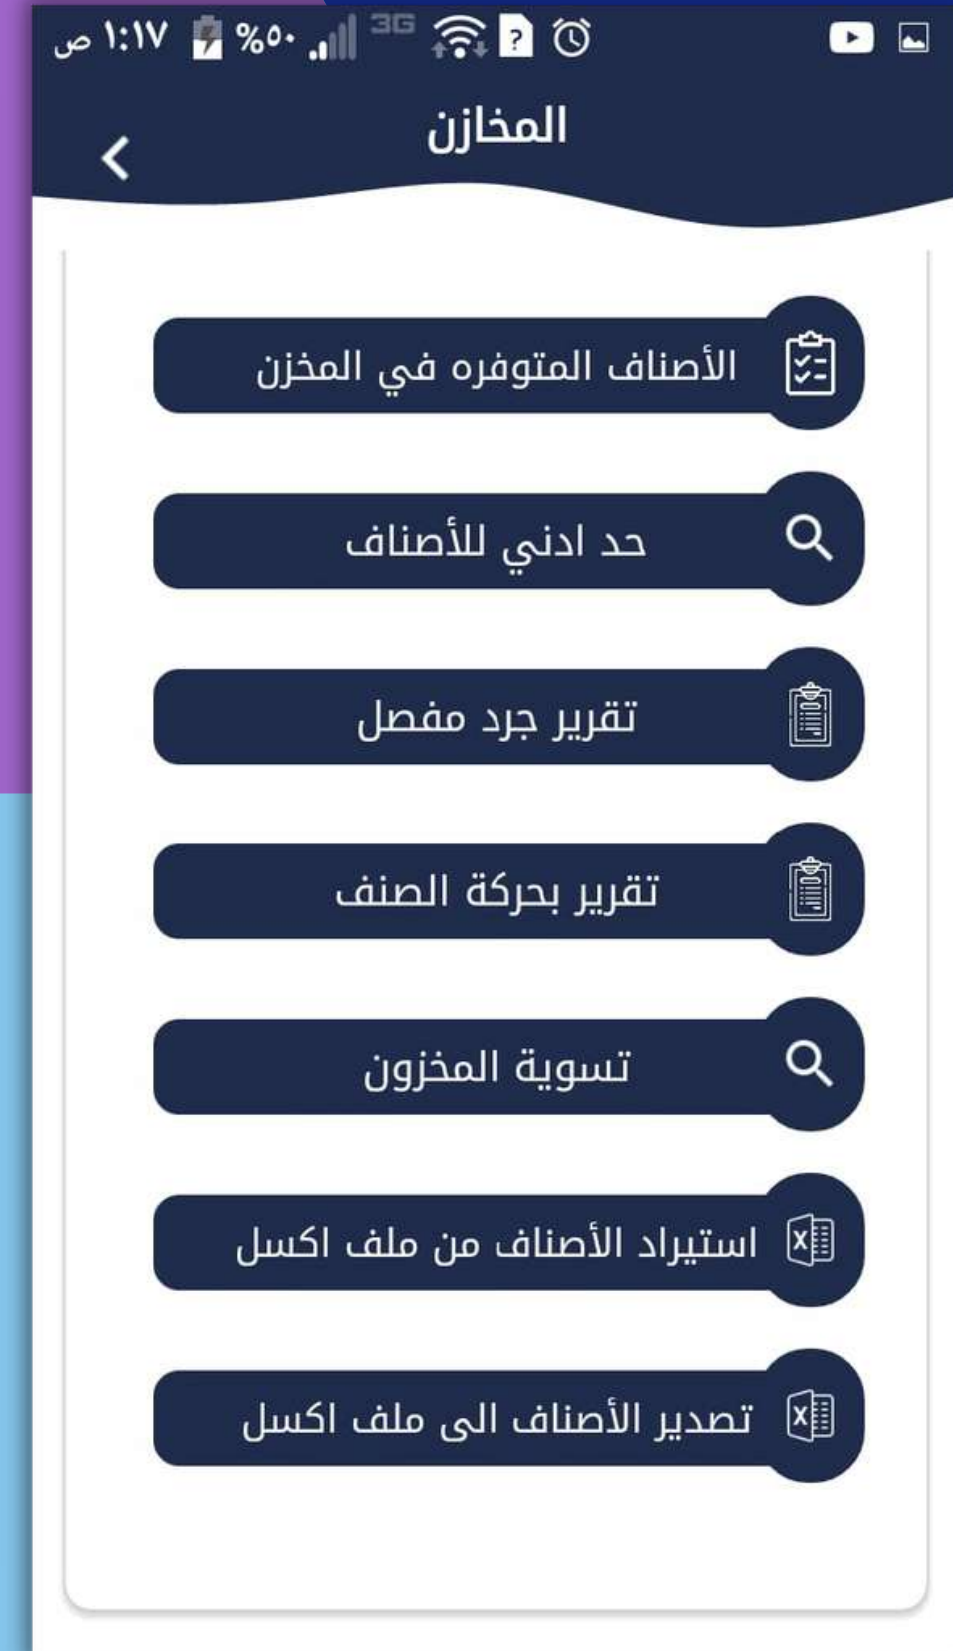 ١:١٧ ص %٥٠ 3G
المخازن
الأصناف المتوفره في المخزن
حد ادني للأصناف
تقرير جرد مفصل
تقرير بحركة الصنف
تسوية المخزون
استيراد الأصناف من ملف اكسل
تصدير الأصناف الى ملف اكسل